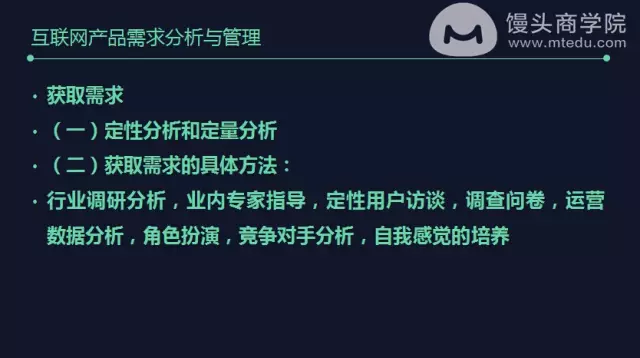 馒头商学院
www.mtedu.com
互联网产品需求分析与管理
• 获取需求
• （一）定性分析和定量分析
• （二）获取需求的具体方法：
• 行业调研分析，业内专家指导，定性用户访谈，调查问卷，运营
数据分析，角色扮演，竞争对手分析，自我感觉的培养